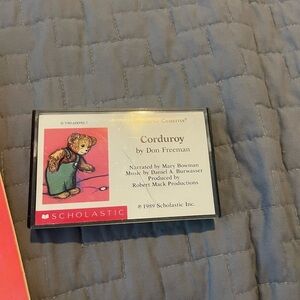 Corduroy
by Don Freeman
Narrated by Mary Bowman
Music by Daniel A. Burwasser
Produced by
Robert Mack Productions
SCHOLASTIC
© 1989 Scholastic Inc.